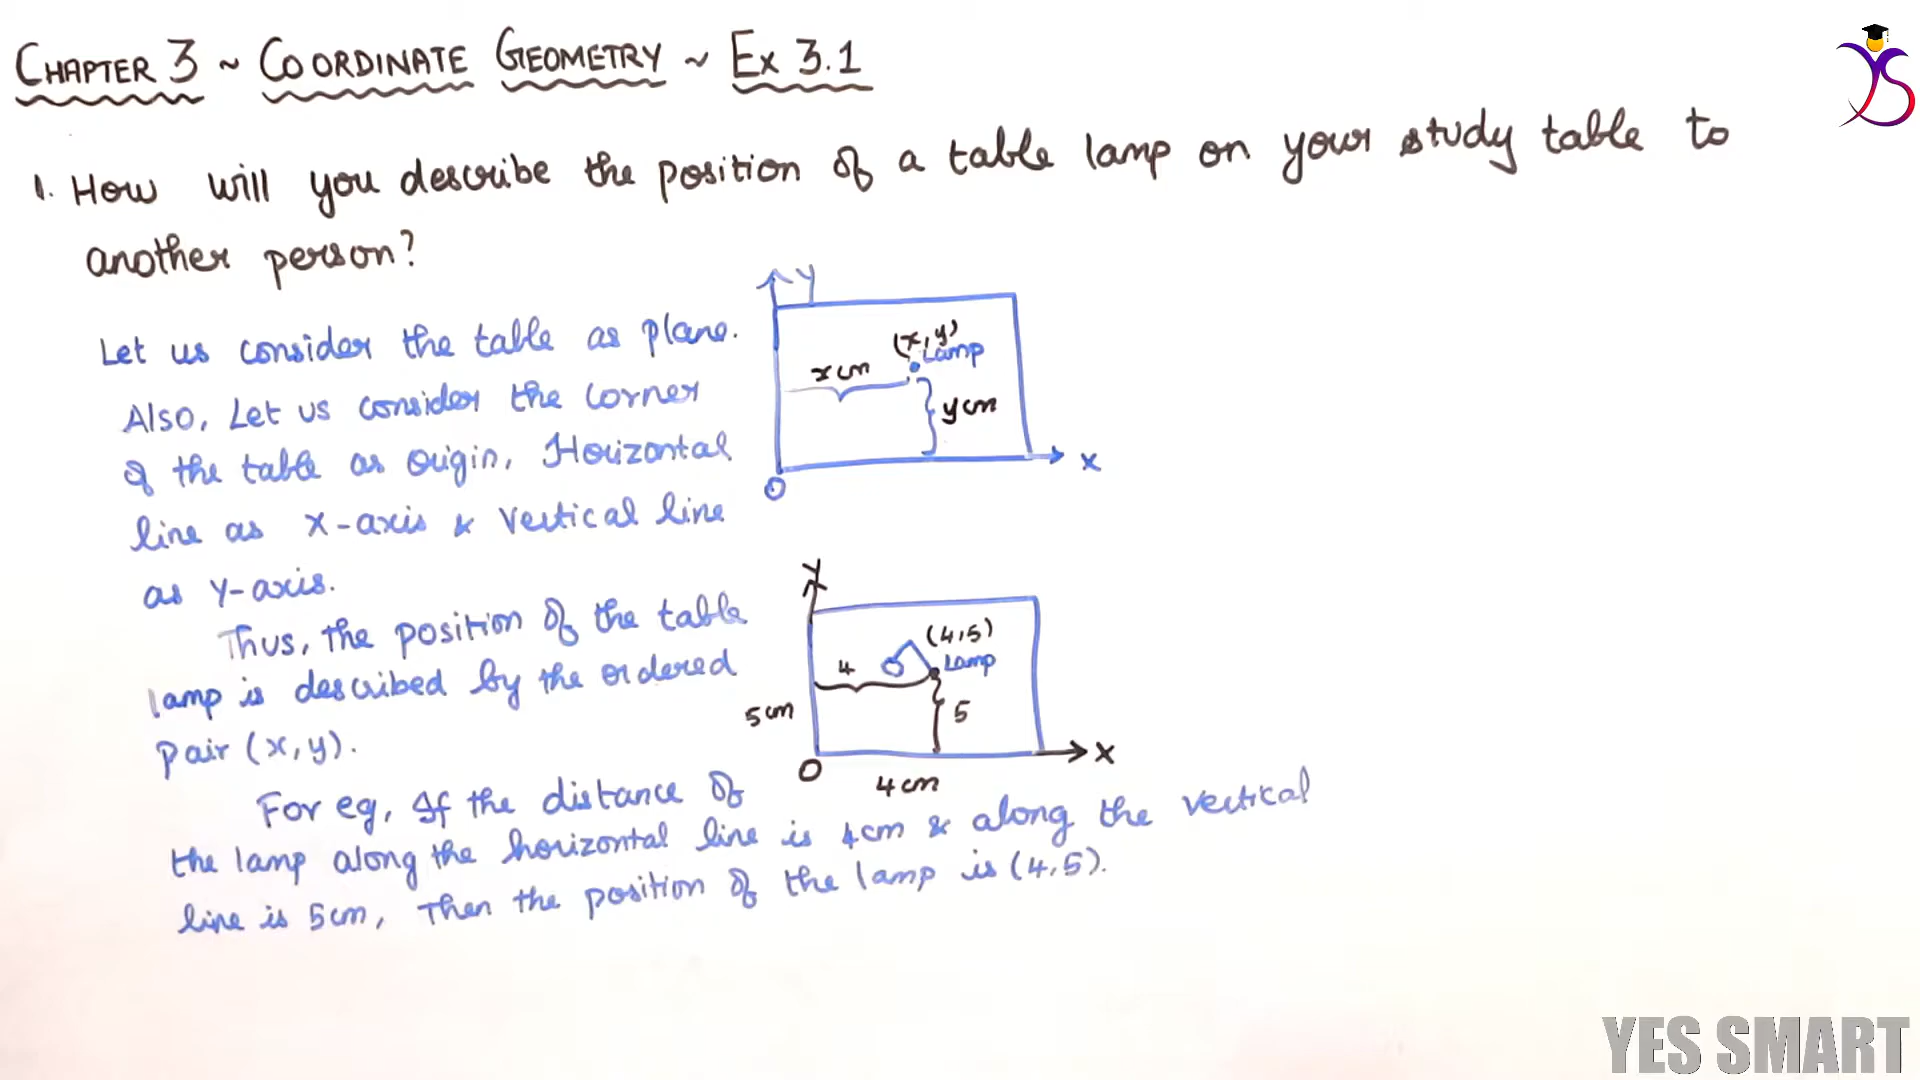 CHAPTER 3 ~ COORDINATE GEOMETRY ~ Ex 3.1
1. How will you describe the position of a table lamp on your study table to
another person?
Let us consider the table as plane.
Also, Let us consider the corner
of the table as origin, Horizontal
line as x-axis & vertical line
as y-axis.
Thus, the position of the table
lamp is described by the ordered
pair (x, y).
For eg, If the distance of
the lamp along the horizontal line is 4cm & along the vertical
line is 5cm, Then the position of the lamp is (4,5).
Y
(x, y)
Lamp
x cm
y cm
X
O
Y
(4,5)
4
Lamp
5cm
5
O
X
4cm
YS
YES SMART